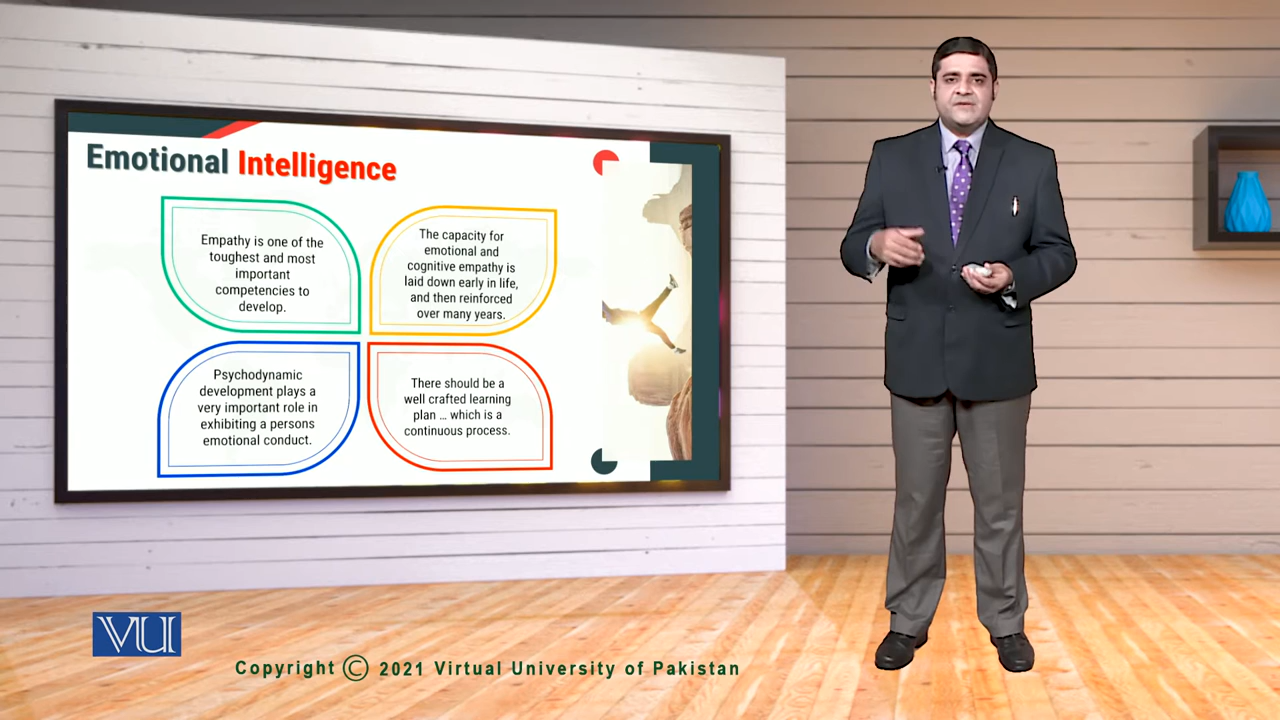 Emotional Intelligence
Empathy is one of the
toughest and most
important
competencies to
develop.
The capacity for
emotional and
cognitive empathy is
laid down early in life,
and then reinforced
over many years.
Psychodynamic
development plays a
very important role in
exhibiting a persons
emotional conduct.
There should be a
well crafted learning
plan ... which is a
continuous process.
VU
Copyright © 2021 Virtual University of Pakistan